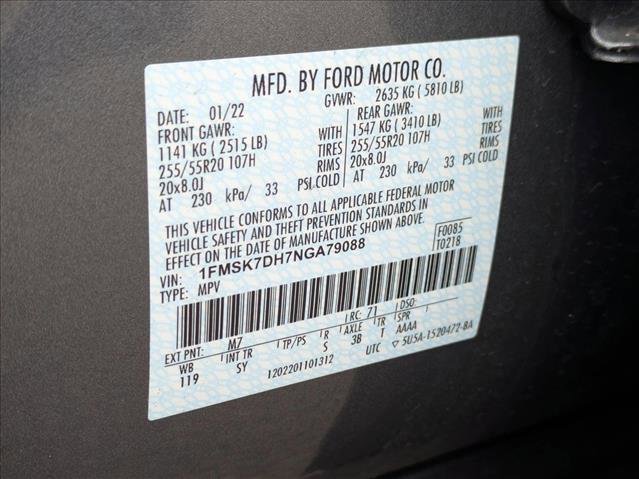 MFD. BY FORD MOTOR CO.
DATE: 01/22 GVWR: 2635 KG ( 5810 LB)
FRONT GAWR: REAR GAWR:
1141 KG ( 2515 LB) WITH 1547 KG ( 3410 LB) WITH
255/55R20 107H TIRES 255/55R20 107H TIRES
20x8.0J RIMS 20x8.0J RIMS
AT 230 kPa/ 33 PSI COLD AT 230 kPa/ 33 PSI COLD
THIS VEHICLE CONFORMS TO ALL APPLICABLE FEDERAL MOTOR
VEHICLE SAFETY AND THEFT PREVENTION STANDARDS IN
EFFECT ON THE DATE OF MANUFACTURE SHOWN ABOVE. F0085
VIN: 1FMSK7DH7NGA79088 T0218
TYPE: MPV
EXT PNT: M7 RC: 71 DSO:
WB INT TR TP/PS R AXLE TR SPR
119 SY S 3B T AAAA
1202201101312 UTC ▽ 5U5A-1520472-BA